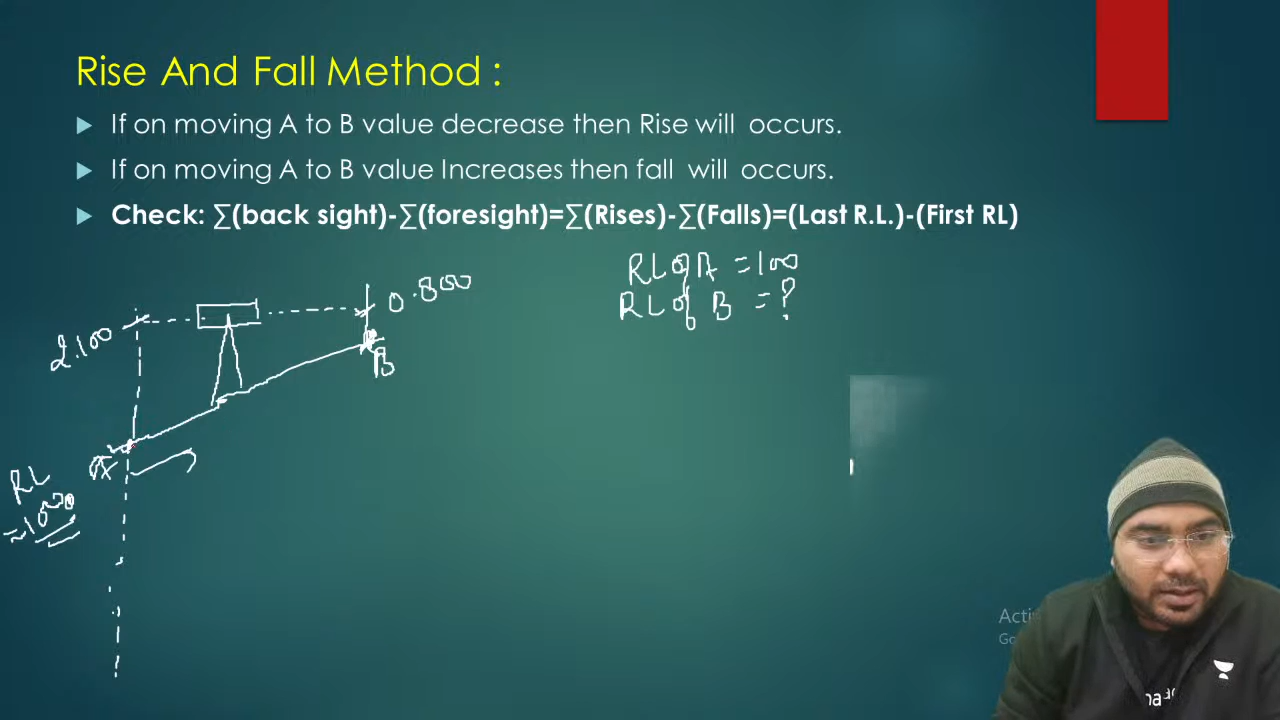 Rise And Fall Method :
If on moving A to B value decrease then Rise will occurs.
If on moving A to B value Increases then fall will occurs.
Check: ∑(back sight)-∑(foresight)=∑(Rises)-∑(Falls)=(Last R.L.)-(First RL)
RL of A = 100
RL of B = ?
0.800
2.100
B
A
RL